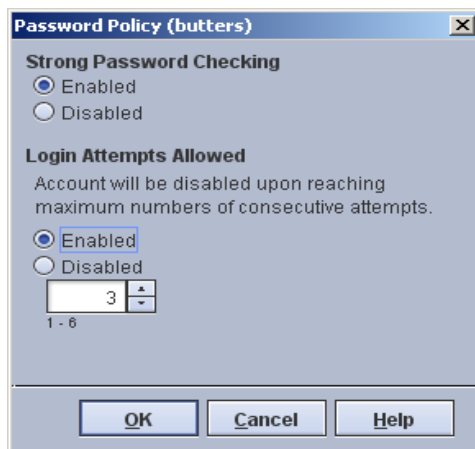 Password Policy (butters)
Strong Password Checking
Enabled
Disabled
Login Attempts Allowed
Account will be disabled upon reaching
maximum numbers of consecutive attempts.
Enabled
Disabled
3
1 - 6
OK Cancel Help